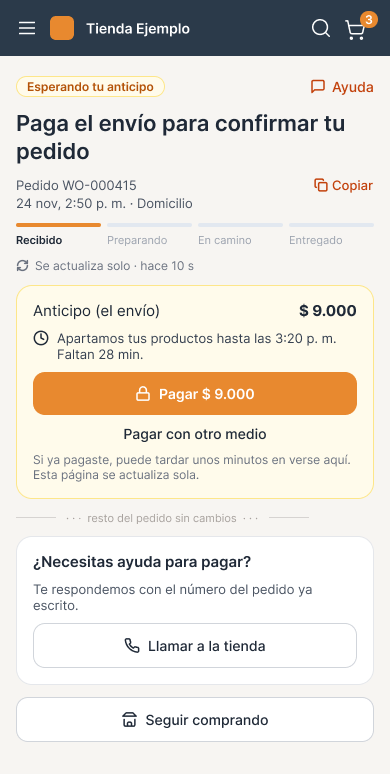 Tienda Ejemplo
3
Esperando tu anticipo
Ayuda
Paga el envío para confirmar tu
pedido
Pedido WO-000415
Copiar
24 nov, 2:50 p. m. · Domicilio
Recibido
Preparando
En camino
Entregado
Se actualiza solo · hace 10 s
Anticipo (el envío)
$ 9.000
Apartamos tus productos hasta las 3:20 p. m.
Faltan 28 min.
Pagar $ 9.000
Pagar con otro medio
Si ya pagaste, puede tardar unos minutos en verse aquí.
Esta página se actualiza sola.
· · · resto del pedido sin cambios · · ·
¿Necesitas ayuda para pagar?
Te respondemos con el número del pedido ya
escrito.
Llamar a la tienda
Seguir comprando